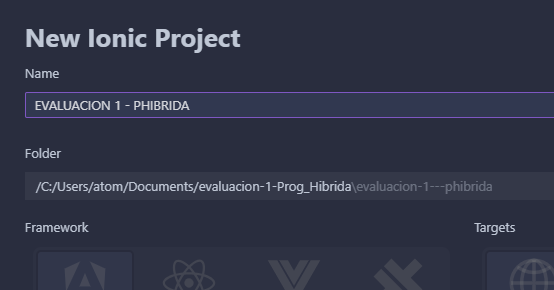 New Ionic Project
Name
EVALUACION 1 - PHIBRIDA
Folder
/C:/Users/atom/Documents/evaluacion-1-Prog_Hibrida\evaluacion-1---phibrida
Framework
Targets